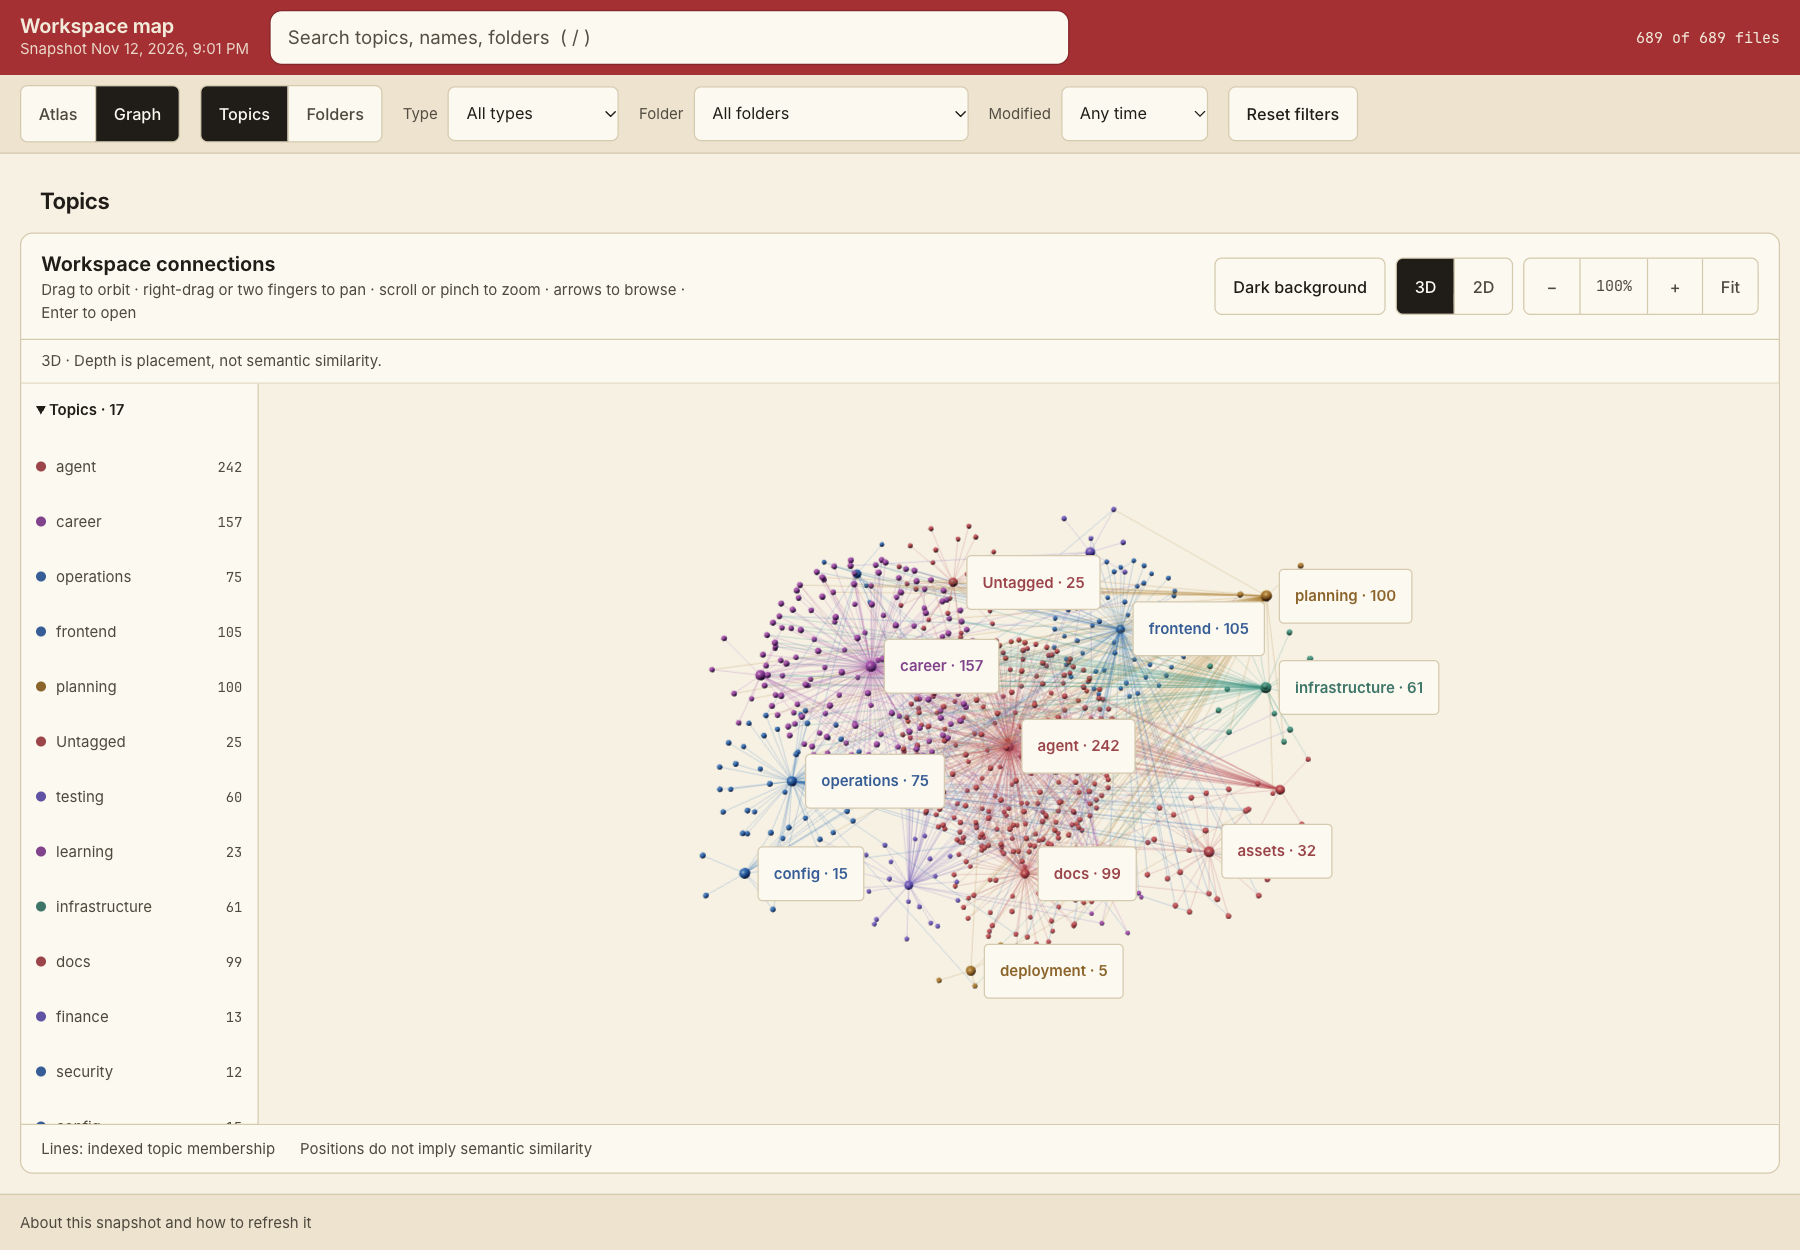 Workspace map
Snapshot Nov 12, 2026, 9:01 PM
Search topics, names, folders ( / )
689 of 689 files
Atlas
Graph
Topics
Folders
Type
All types
Folder
All folders
Modified
Any time
Reset filters
Topics
Workspace connections
Drag to orbit · right-drag or two fingers to pan · scroll or pinch to zoom · arrows to browse ·
Enter to open
Dark background
3D
2D
−
100%
+
Fit
3D · Depth is placement, not semantic similarity.
▼ Topics · 17
agent 242
career 157
operations 75
frontend 105
planning 100
Untagged 25
testing 60
learning 23
infrastructure 61
docs 99
finance 13
security 12
Untagged · 25
planning · 100
frontend · 105
career · 157
infrastructure · 61
agent · 242
operations · 75
assets · 32
config · 15
docs · 99
deployment · 5
Lines: indexed topic membership
Positions do not imply semantic similarity
About this snapshot and how to refresh it